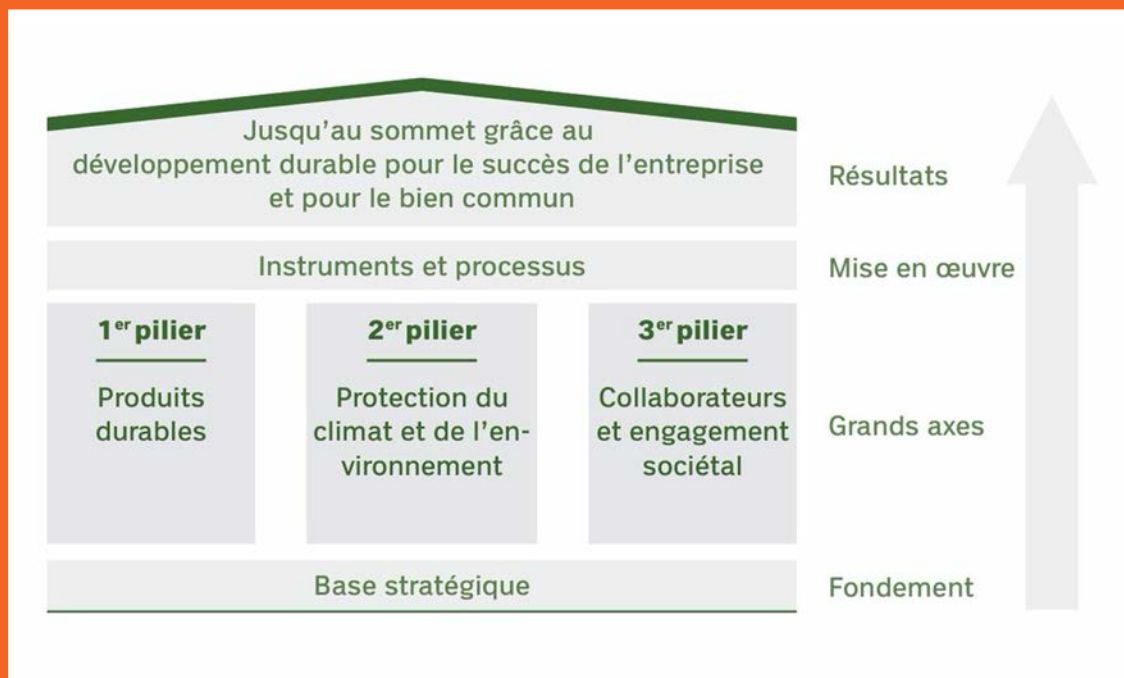 Jusqu’au sommet grâce au
développement durable pour le succès de l’entreprise
et pour le bien commun
Résultats
Instruments et processus
Mise en œuvre
1er pilier
Produits
durables
2er pilier
Protection du
climat et de l’en-
vironnement
3er pilier
Collaborateurs
et engagement
sociétal
Grands axes
Base stratégique
Fondement